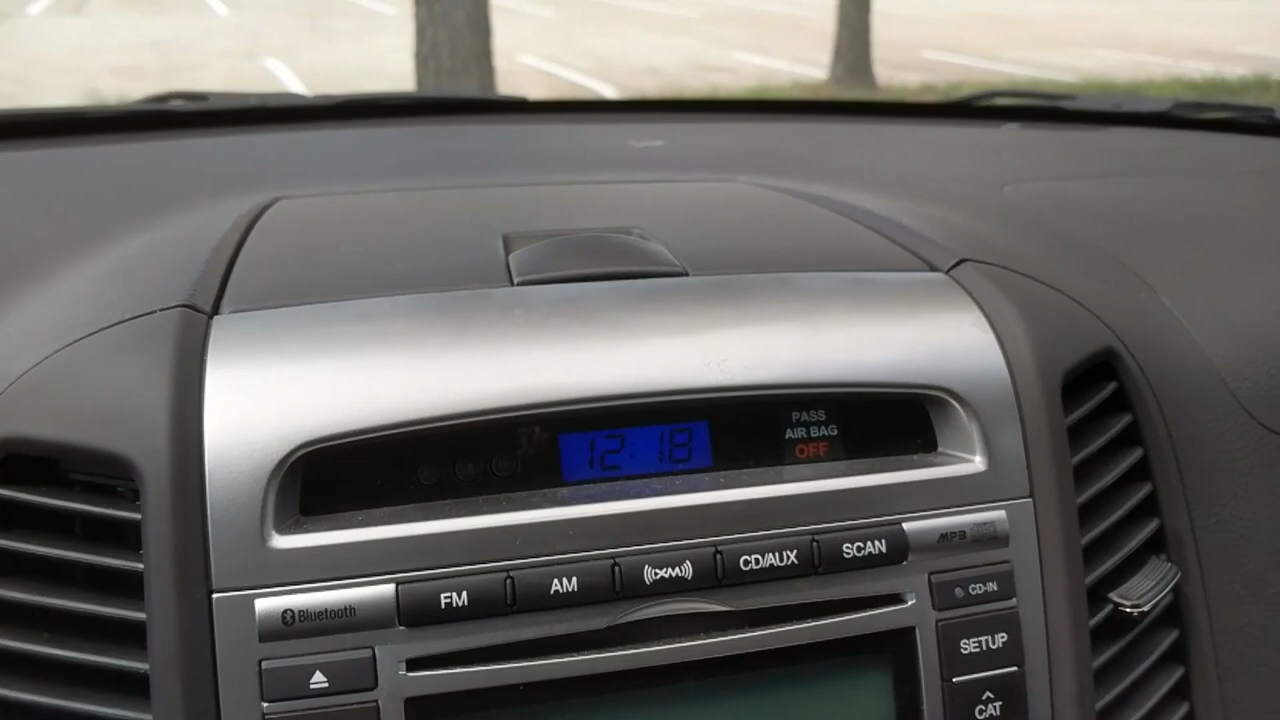 12:18
PASS
AIR BAG
OFF
Bluetooth
FM
AM
((XM))
CD/AUX
SCAN
MP3
CD-IN
SETUP
CAT